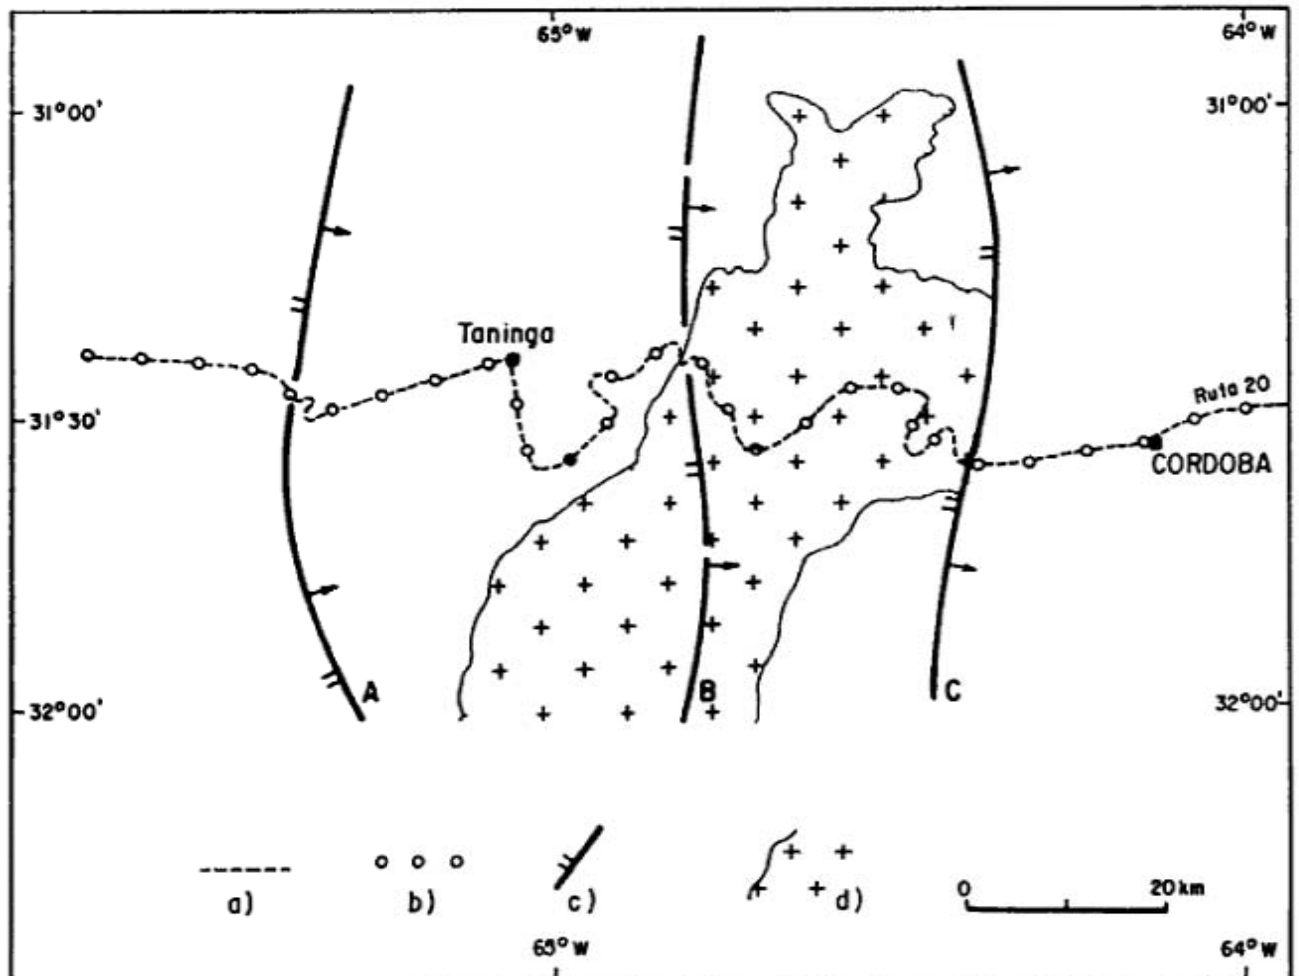 65°W
64°W
31°00'
31°00'
Taninga
Ruta 20
31°30'
?
CORDOBA
A
B
C
32°00'
32°00'
a)
b)
c)
d)
0
20 km
65°W
64°W